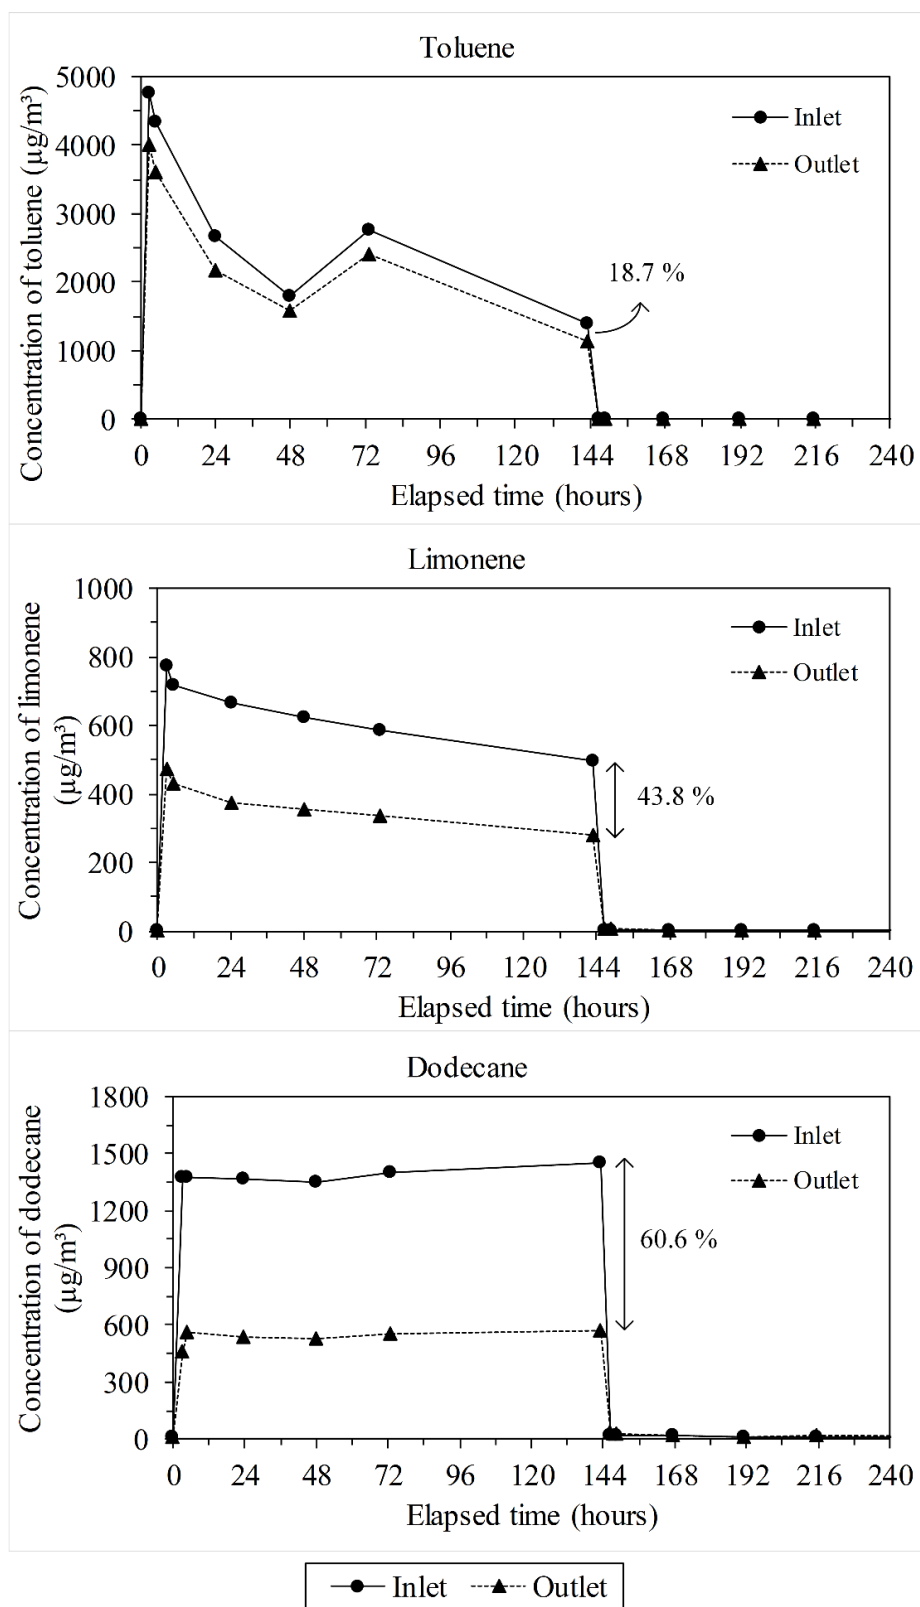 Toluene
Concentration of toluene (µg/m³)
5000
4000
3000
2000
1000
0
Inlet
Outlet
18.7 %
0 24 48 72 96 120 144 168 192 216 240
Elapsed time (hours)
Limonene
Concentration of limonene
(µg/m³)
1000
800
600
400
200
0
Inlet
Outlet
43.8 %
0 24 48 72 96 120 144 168 192 216 240
Elapsed time (hours)
Dodecane
Concentration of dodecane
(µg/m³)
1800
1500
1200
900
600
300
0
Inlet
Outlet
60.6 %
0 24 48 72 96 120 144 168 192 216 240
Elapsed time (hours)
Inlet Outlet